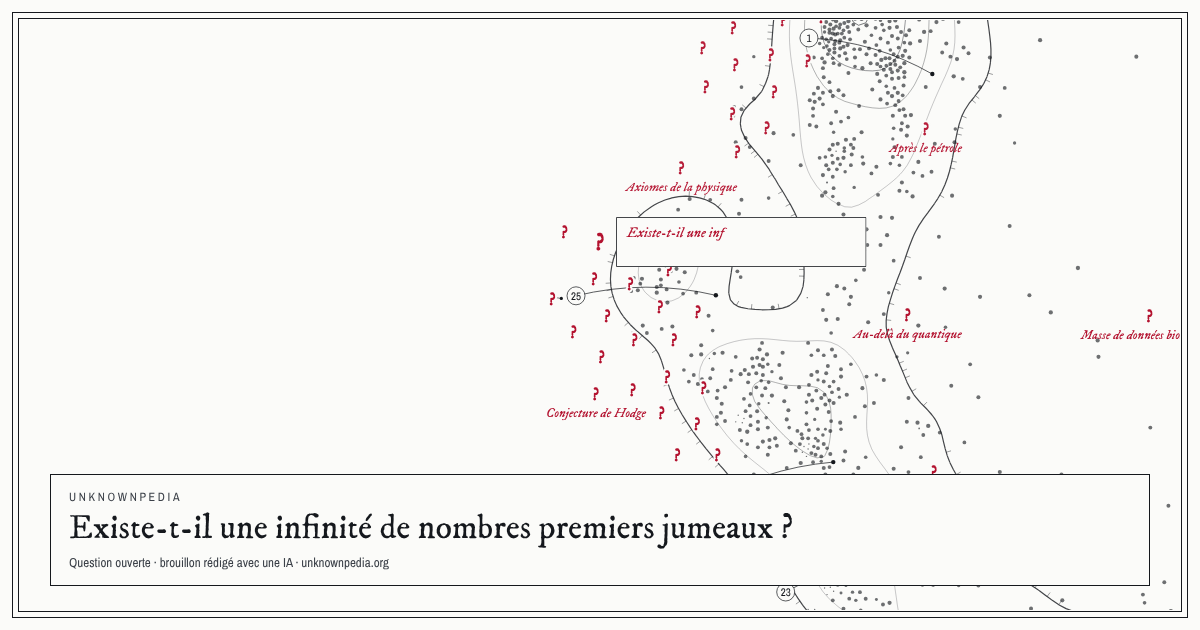 1
?
Après le pétrole
?
Axiomes de la physique
Existe-t-il une inf
25
?
Au-delà du quantique
?
Masse de données bio
Conjecture de Hodge
UNKNOWNPEDIA
Existe-t-il une infinité de nombres premiers jumeaux ?
Question ouverte · brouillon rédigé avec une IA · unknownpedia.org
23